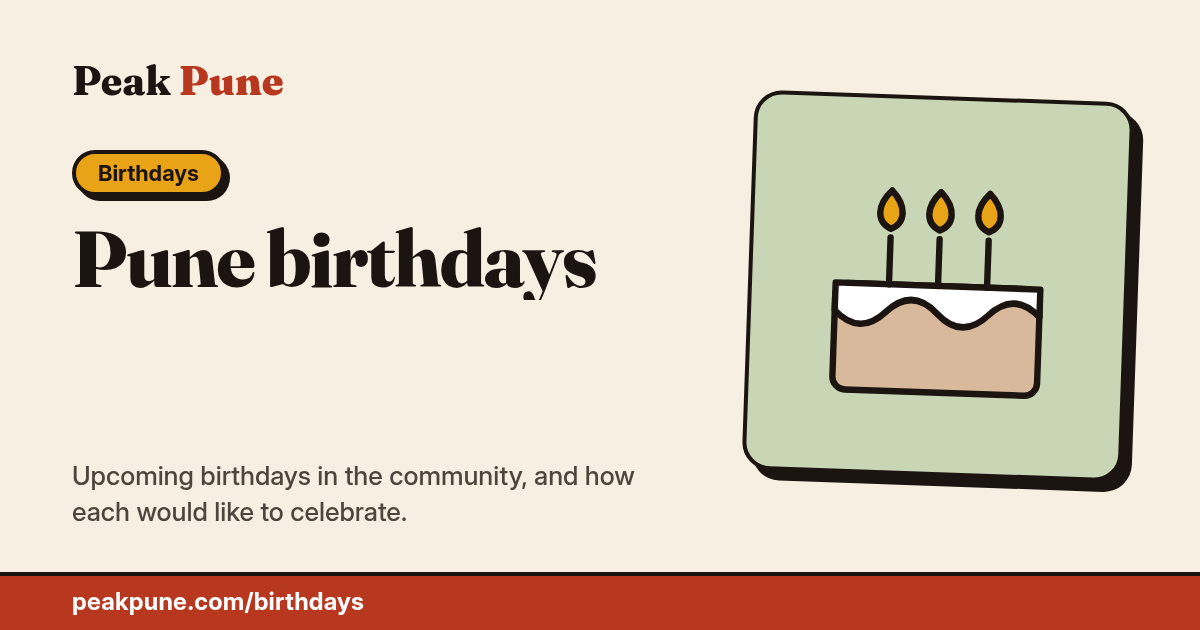 Peak Pune
Birthdays
Pune birthdays
Upcoming birthdays in the community, and how
each would like to celebrate.
peakpune.com/birthdays